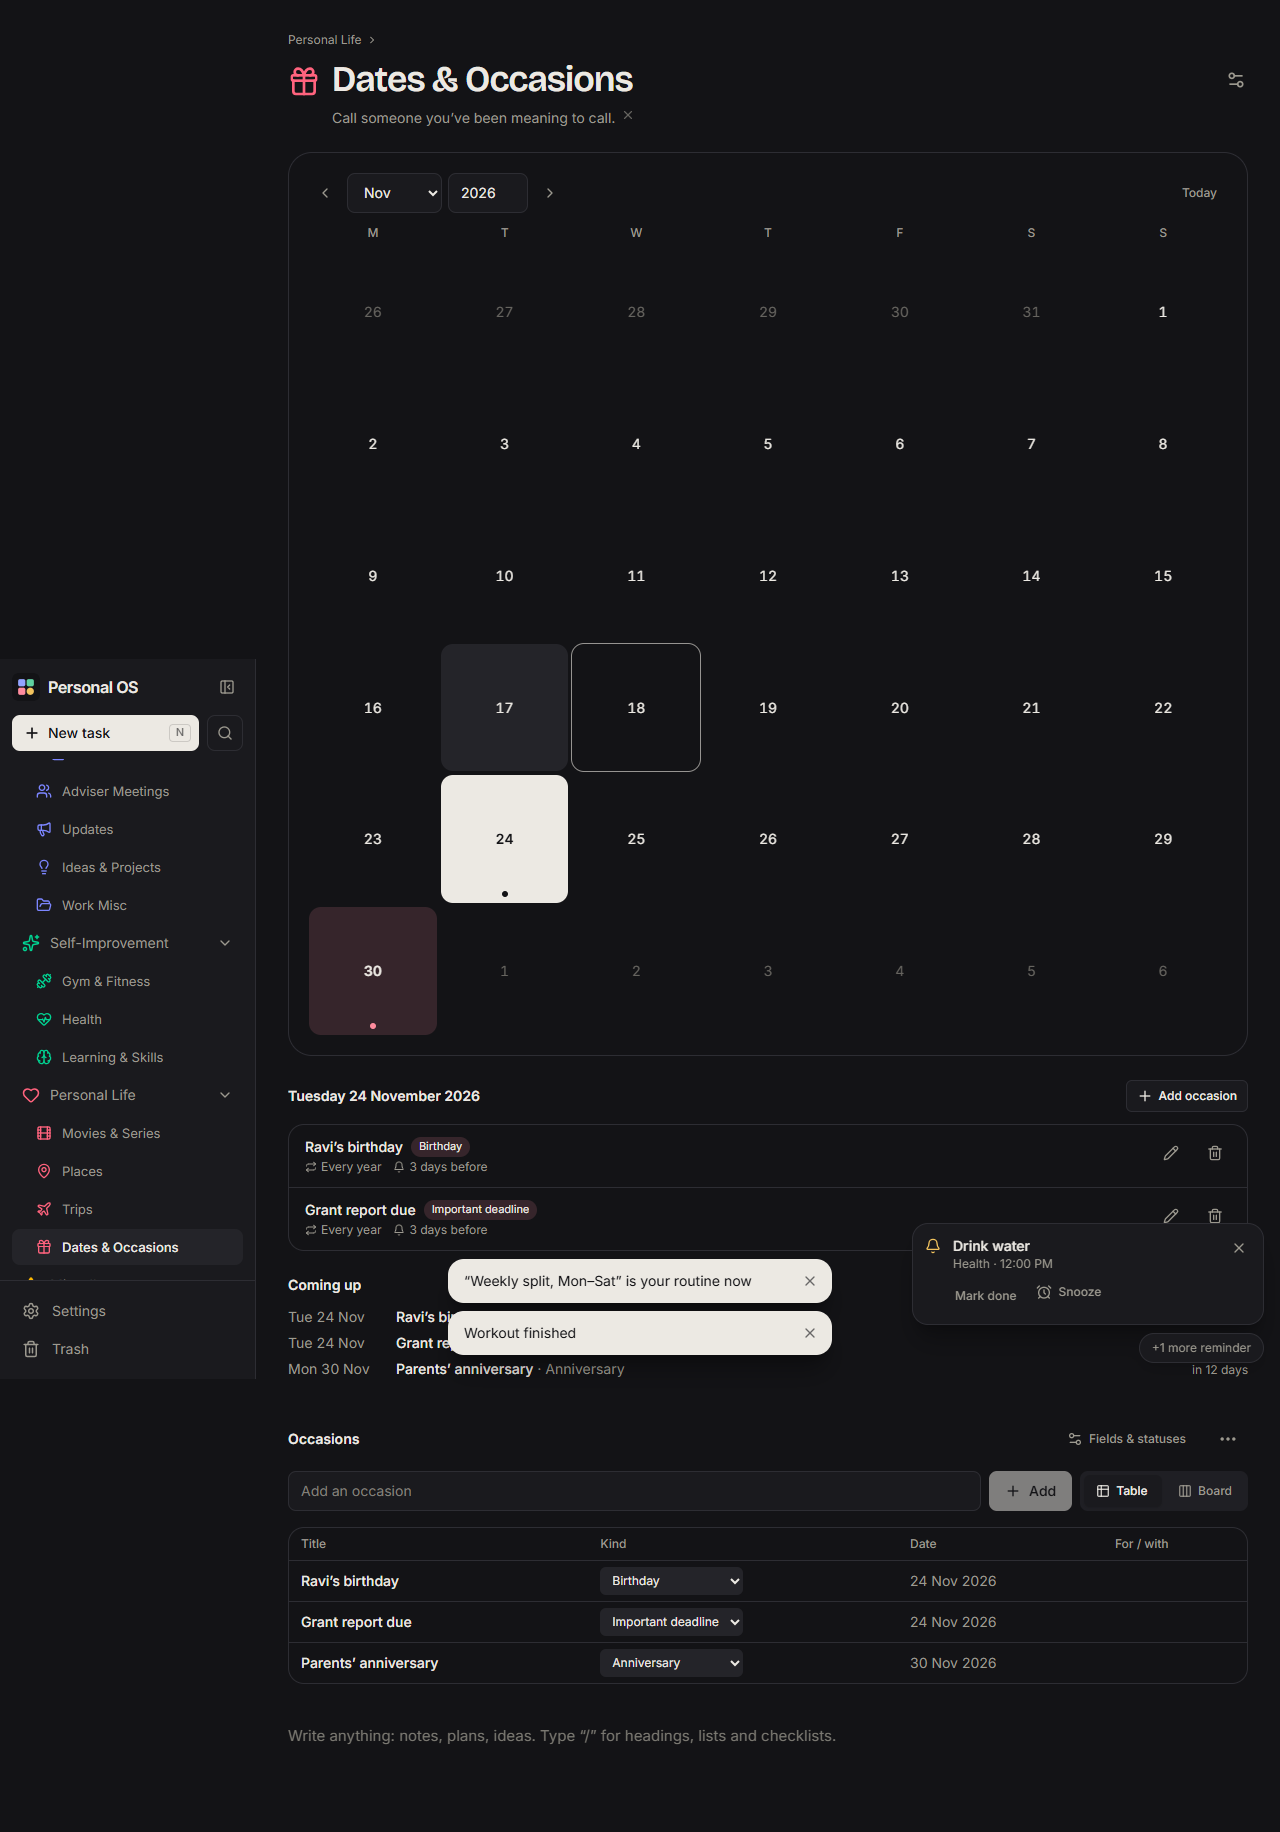 Personal Life
Dates & Occasions
Call someone you’ve been meaning to call.
Nov 2026 Today
M T W T F S S
26 27 28 29 30 31 1
2 3 4 5 6 7 8
9 10 11 12 13 14 15
16 17 18 19 20 21 22
23 24 25 26 27 28 29
30 1 2 3 4 5 6
Personal OS
New task N
Adviser Meetings
Updates
Ideas & Projects
Work Misc
Self-Improvement
Gym & Fitness
Health
Learning & Skills
Personal Life
Movies & Series
Places
Trips
Dates & Occasions
Settings
Trash
Tuesday 24 November 2026 Add occasion
Ravi’s birthday Birthday
Every year 3 days before
Grant report due Important deadline
Every year 3 days before
Drink water
Health · 12:00 PM
Mark done Snooze
+1 more reminder
“Weekly split, Mon–Sat” is your routine now
Workout finished
Coming up
Tue 24 Nov Ravi’s
Tue 24 Nov Grant
Mon 30 Nov Parents’ anniversary · Anniversary in 12 days
Occasions Fields & statuses
Add an occasion Add Table Board
Title Kind Date For / with
Ravi’s birthday Birthday 24 Nov 2026
Grant report due Important deadline 24 Nov 2026
Parents’ anniversary Anniversary 30 Nov 2026
Write anything: notes, plans, ideas. Type “/” for headings, lists and checklists.